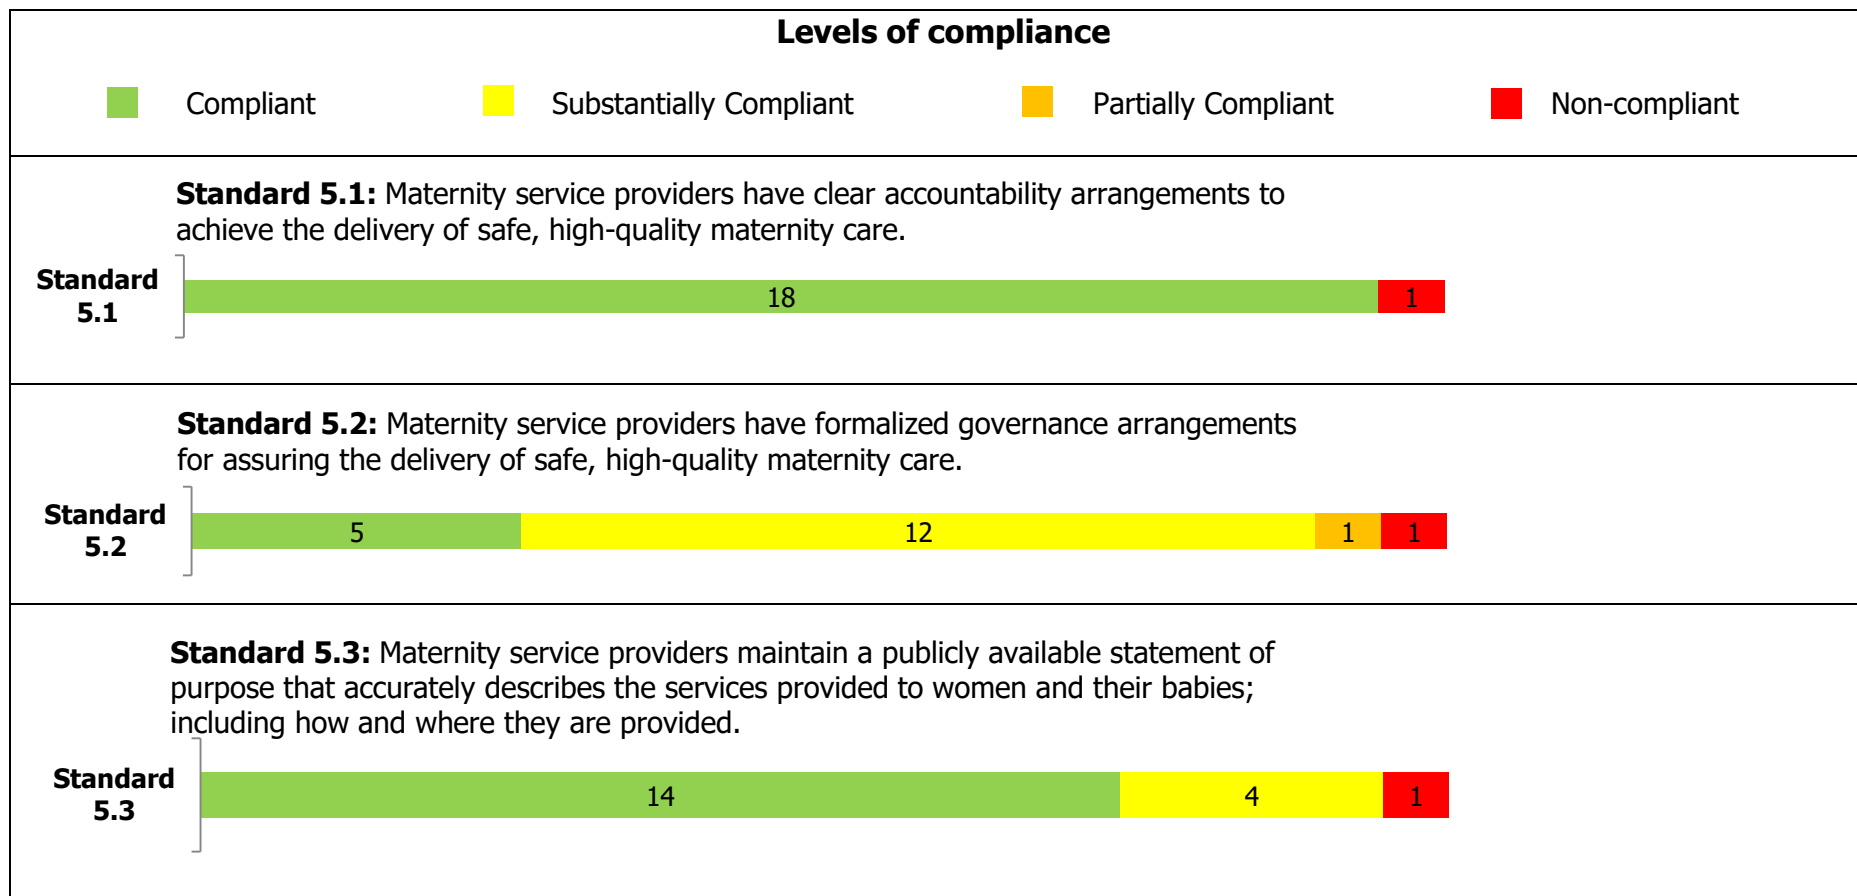 Levels of compliance
Compliant
Substantially Compliant
Partially Compliant
Non-compliant
Standard 5.1: Maternity service providers have clear accountability arrangements to
achieve the delivery of safe, high-quality maternity care.
Standard
5.1
18
1
Standard 5.2: Maternity service providers have formalized governance arrangements
for assuring the delivery of safe, high-quality maternity care.
Standard
5.2
5
12
1
1
Standard 5.3: Maternity service providers maintain a publicly available statement of
purpose that accurately describes the services provided to women and their babies;
including how and where they are provided.
Standard
5.3
14
4
1